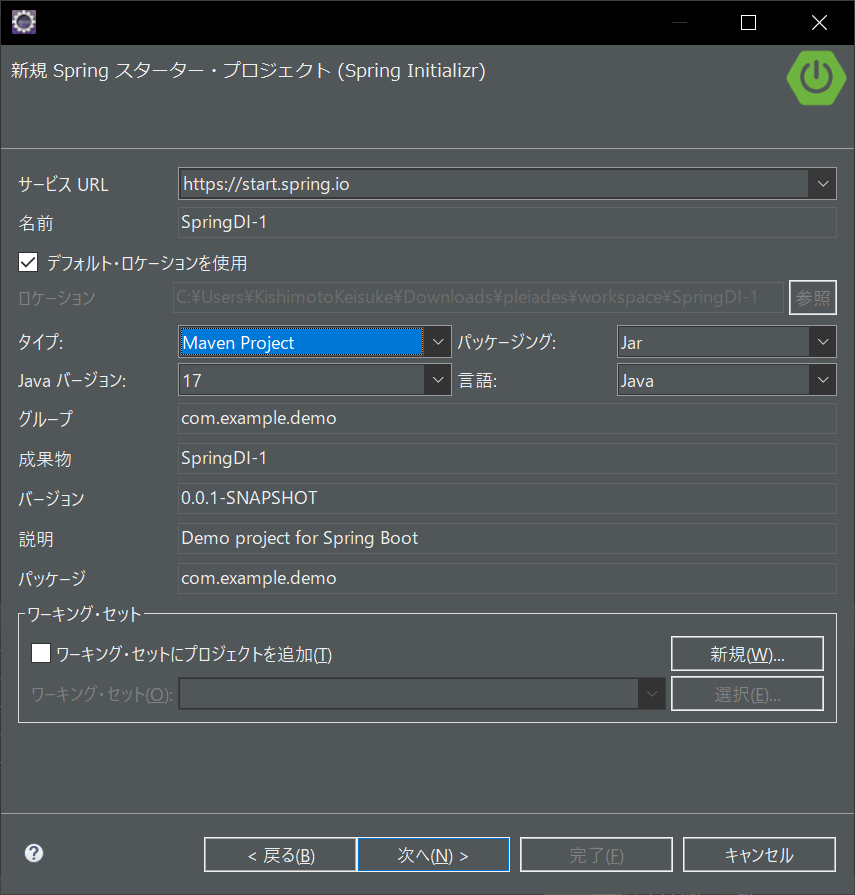 新規 Spring スターター・プロジェクト (Spring Initializr)
サービス URL https://start.spring.io
名前 SpringDI-1
デフォルト・ロケーションを使用
ロケーション C:¥Users¥KishimotoKeisuke¥Downloads¥pleiades¥workspace¥SpringDI-1 参照
タイプ: Maven Project パッケージング: Jar
Java バージョン: 17 言語: Java
グループ com.example.demo
成果物 SpringDI-1
バージョン 0.0.1-SNAPSHOT
説明 Demo project for Spring Boot
パッケージ com.example.demo
ワーキング・セット
ワーキング・セットにプロジェクトを追加(T) 新規(W)...
ワーキング・セット(O): 選択(E)...
? < 戻る(B) 次へ(N) > 完了(F) キャンセル